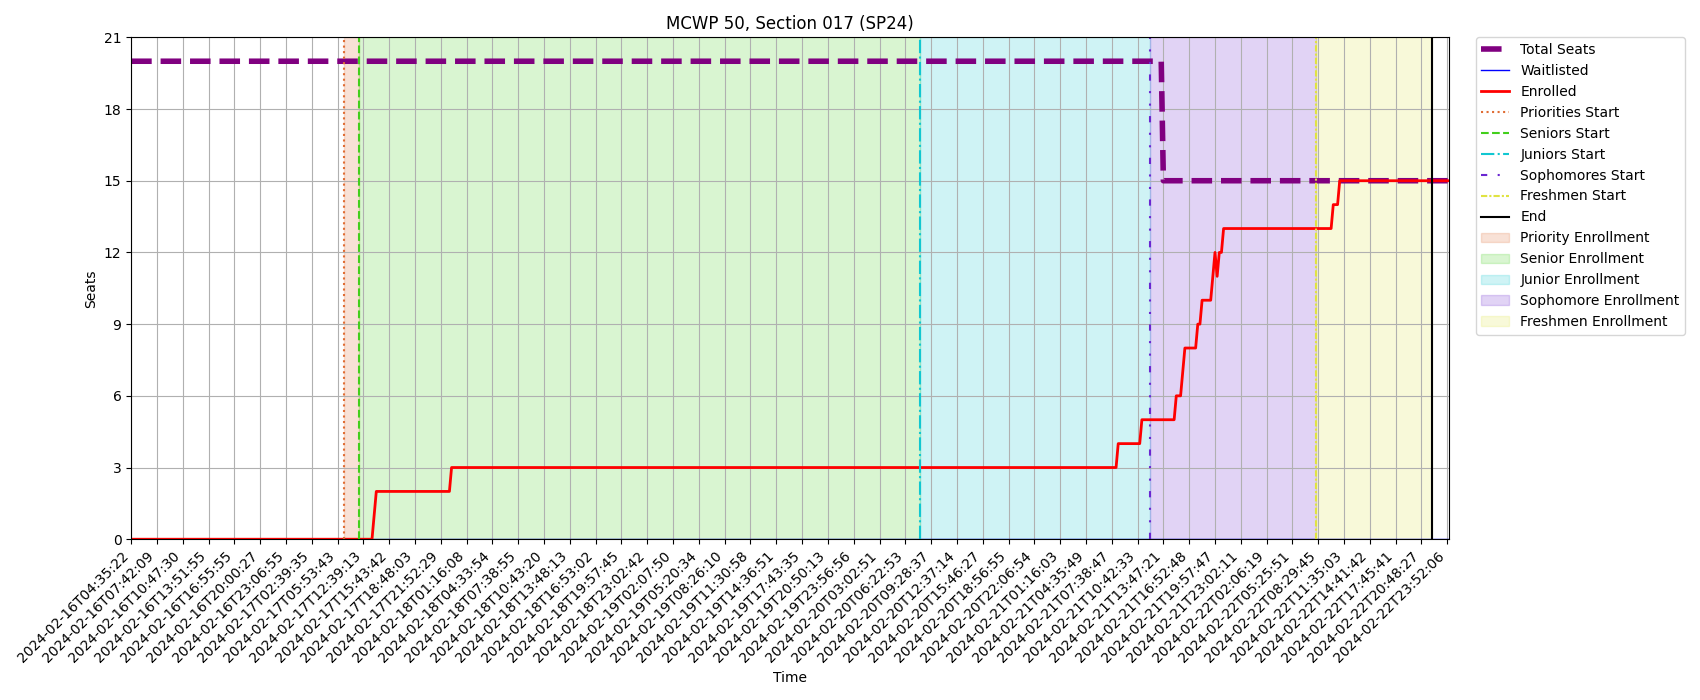 MCWP 50, Section 017 (SP24)
21
18
15
12
9
6
3
0
Seats
2024-02-16T04:35:22
2024-02-16T07:42:09
2024-02-16T10:47:30
2024-02-16T13:51:55
2024-02-16T16:55:55
2024-02-16T20:00:27
2024-02-16T23:06:55
2024-02-17T02:39:35
2024-02-17T05:53:43
2024-02-17T12:39:13
2024-02-17T15:43:42
2024-02-17T18:48:03
2024-02-17T21:52:29
2024-02-18T01:16:08
2024-02-18T04:33:54
2024-02-18T07:38:55
2024-02-18T10:43:20
2024-02-18T13:48:13
2024-02-18T16:53:02
2024-02-18T19:57:45
2024-02-18T23:02:42
2024-02-19T02:07:50
2024-02-19T05:20:34
2024-02-19T08:26:10
2024-02-19T11:30:58
2024-02-19T14:36:51
2024-02-19T17:43:35
2024-02-19T20:50:13
2024-02-19T23:56:56
2024-02-20T03:02:51
2024-02-20T06:22:53
2024-02-20T09:28:37
2024-02-20T12:37:14
2024-02-20T15:46:27
2024-02-20T18:56:55
2024-02-20T22:06:54
2024-02-21T01:16:03
2024-02-21T04:35:49
2024-02-21T07:38:47
2024-02-21T10:42:33
2024-02-21T13:47:21
2024-02-21T16:52:48
2024-02-21T19:57:47
2024-02-21T23:02:11
2024-02-22T02:06:19
2024-02-22T05:25:51
2024-02-22T08:29:45
2024-02-22T11:35:03
2024-02-22T14:41:42
2024-02-22T17:45:41
2024-02-22T20:48:27
2024-02-22T23:52:06
Time
Total Seats
Waitlisted
Enrolled
Priorities Start
Seniors Start
Juniors Start
Sophomores Start
Freshmen Start
End
Priority Enrollment
Senior Enrollment
Junior Enrollment
Sophomore Enrollment
Freshmen Enrollment